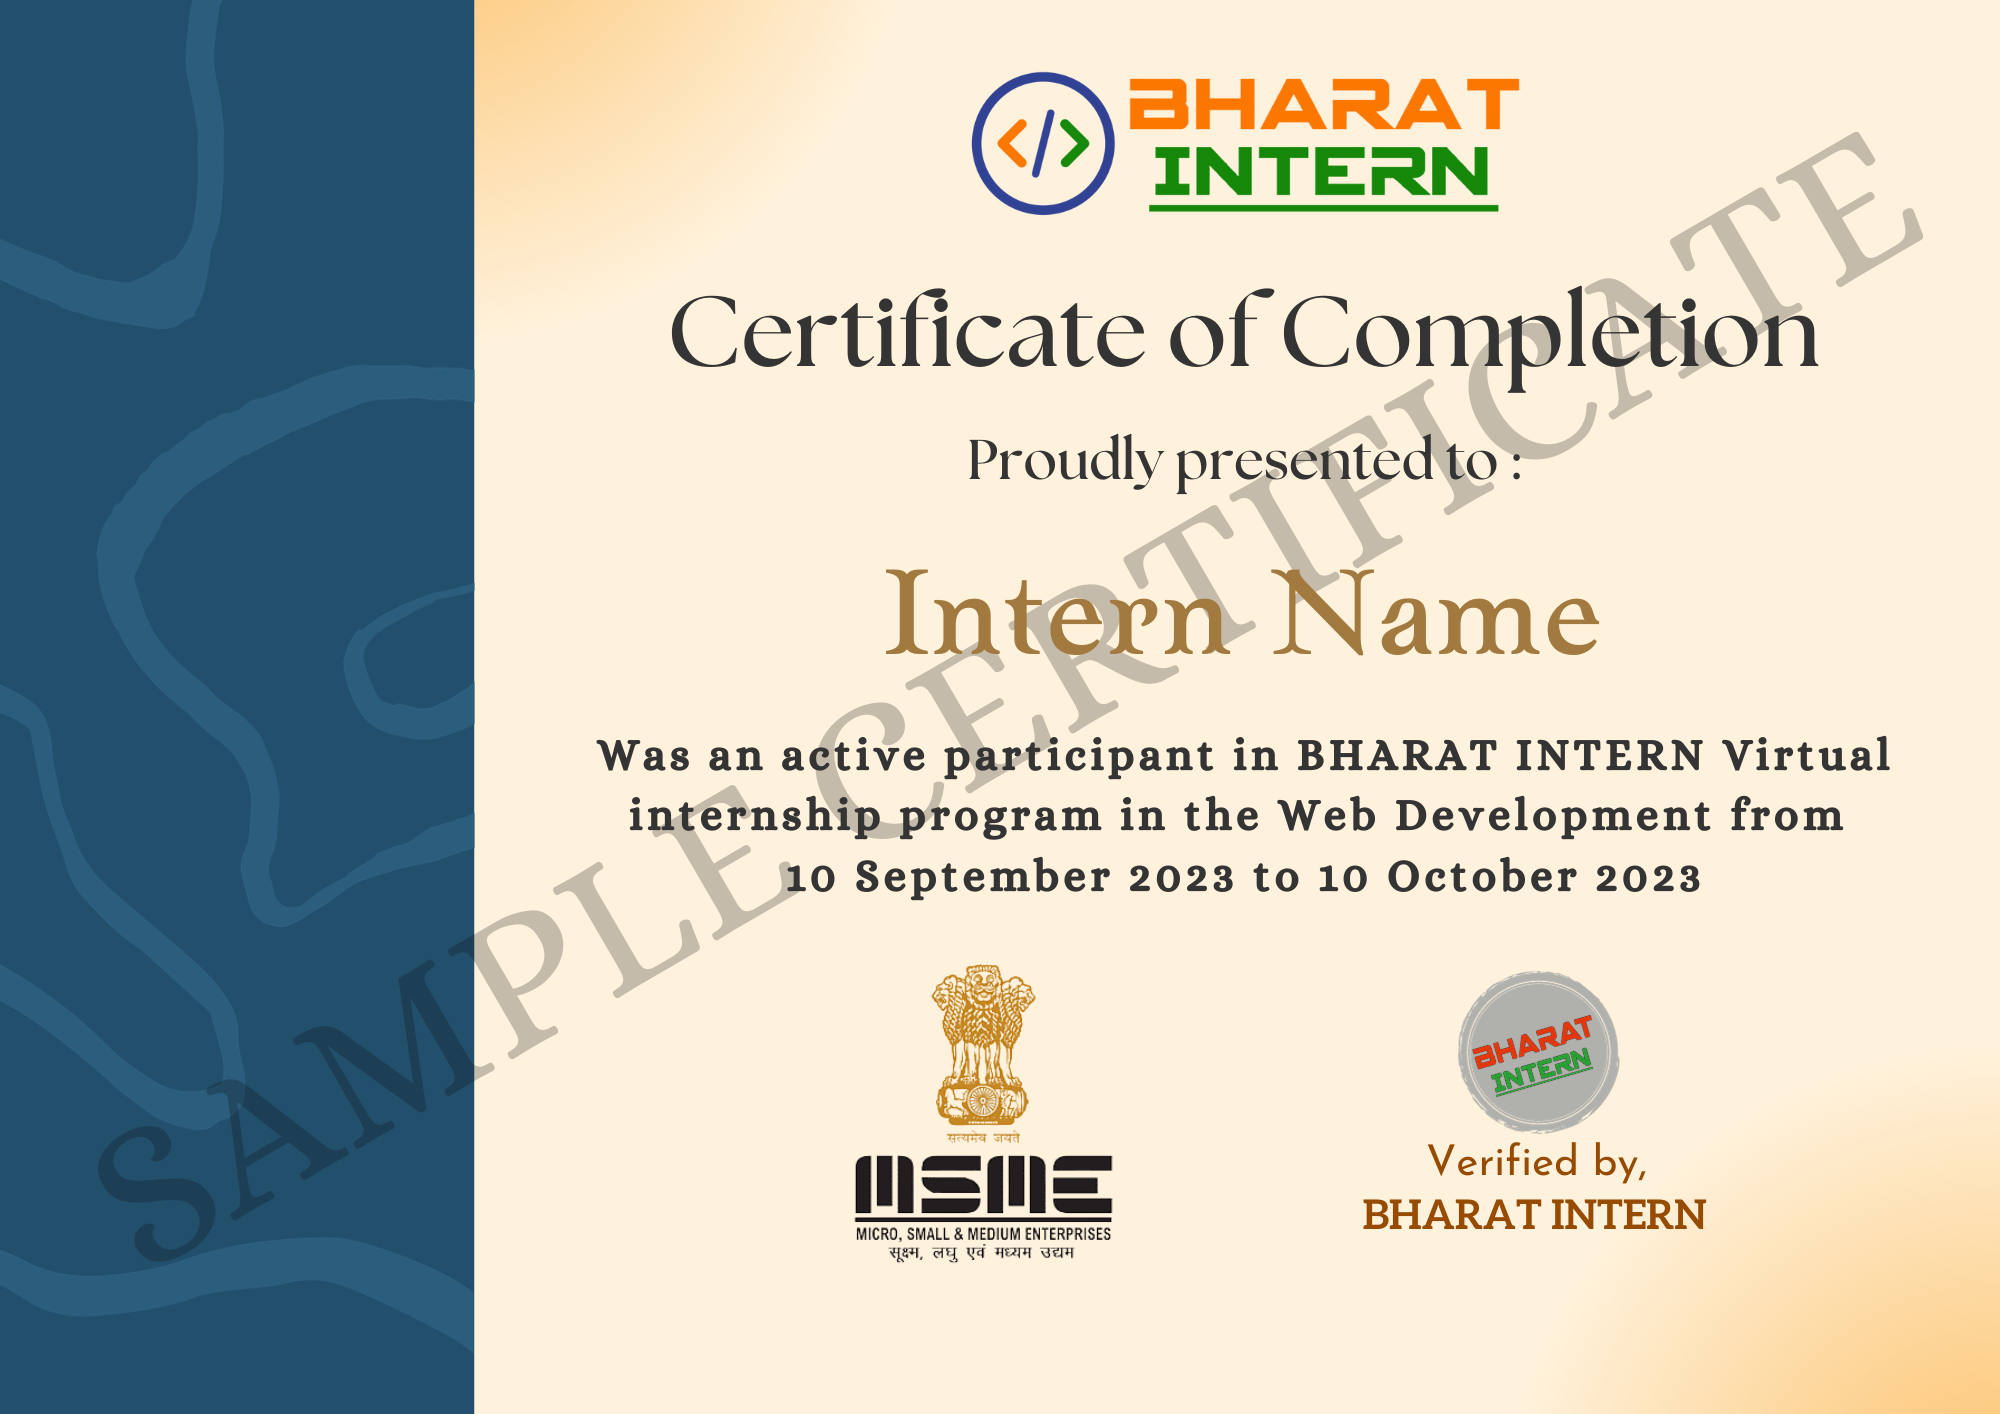 BHARAT
INTERN
Certificate of Completion
Proudly presented to :
Intern Name
Was an active participant in BHARAT INTERN Virtual
internship program in the Web Development from
10 September 2023 to 10 October 2023
SAMPLE CERTIFICATE
सत्यमेव जयते
MSME
MICRO, SMALL & MEDIUM ENTERPRISES
सूक्ष्म, लघु एवं मध्यम उद्यम
BHARAT
INTERN
Verified by,
BHARAT INTERN